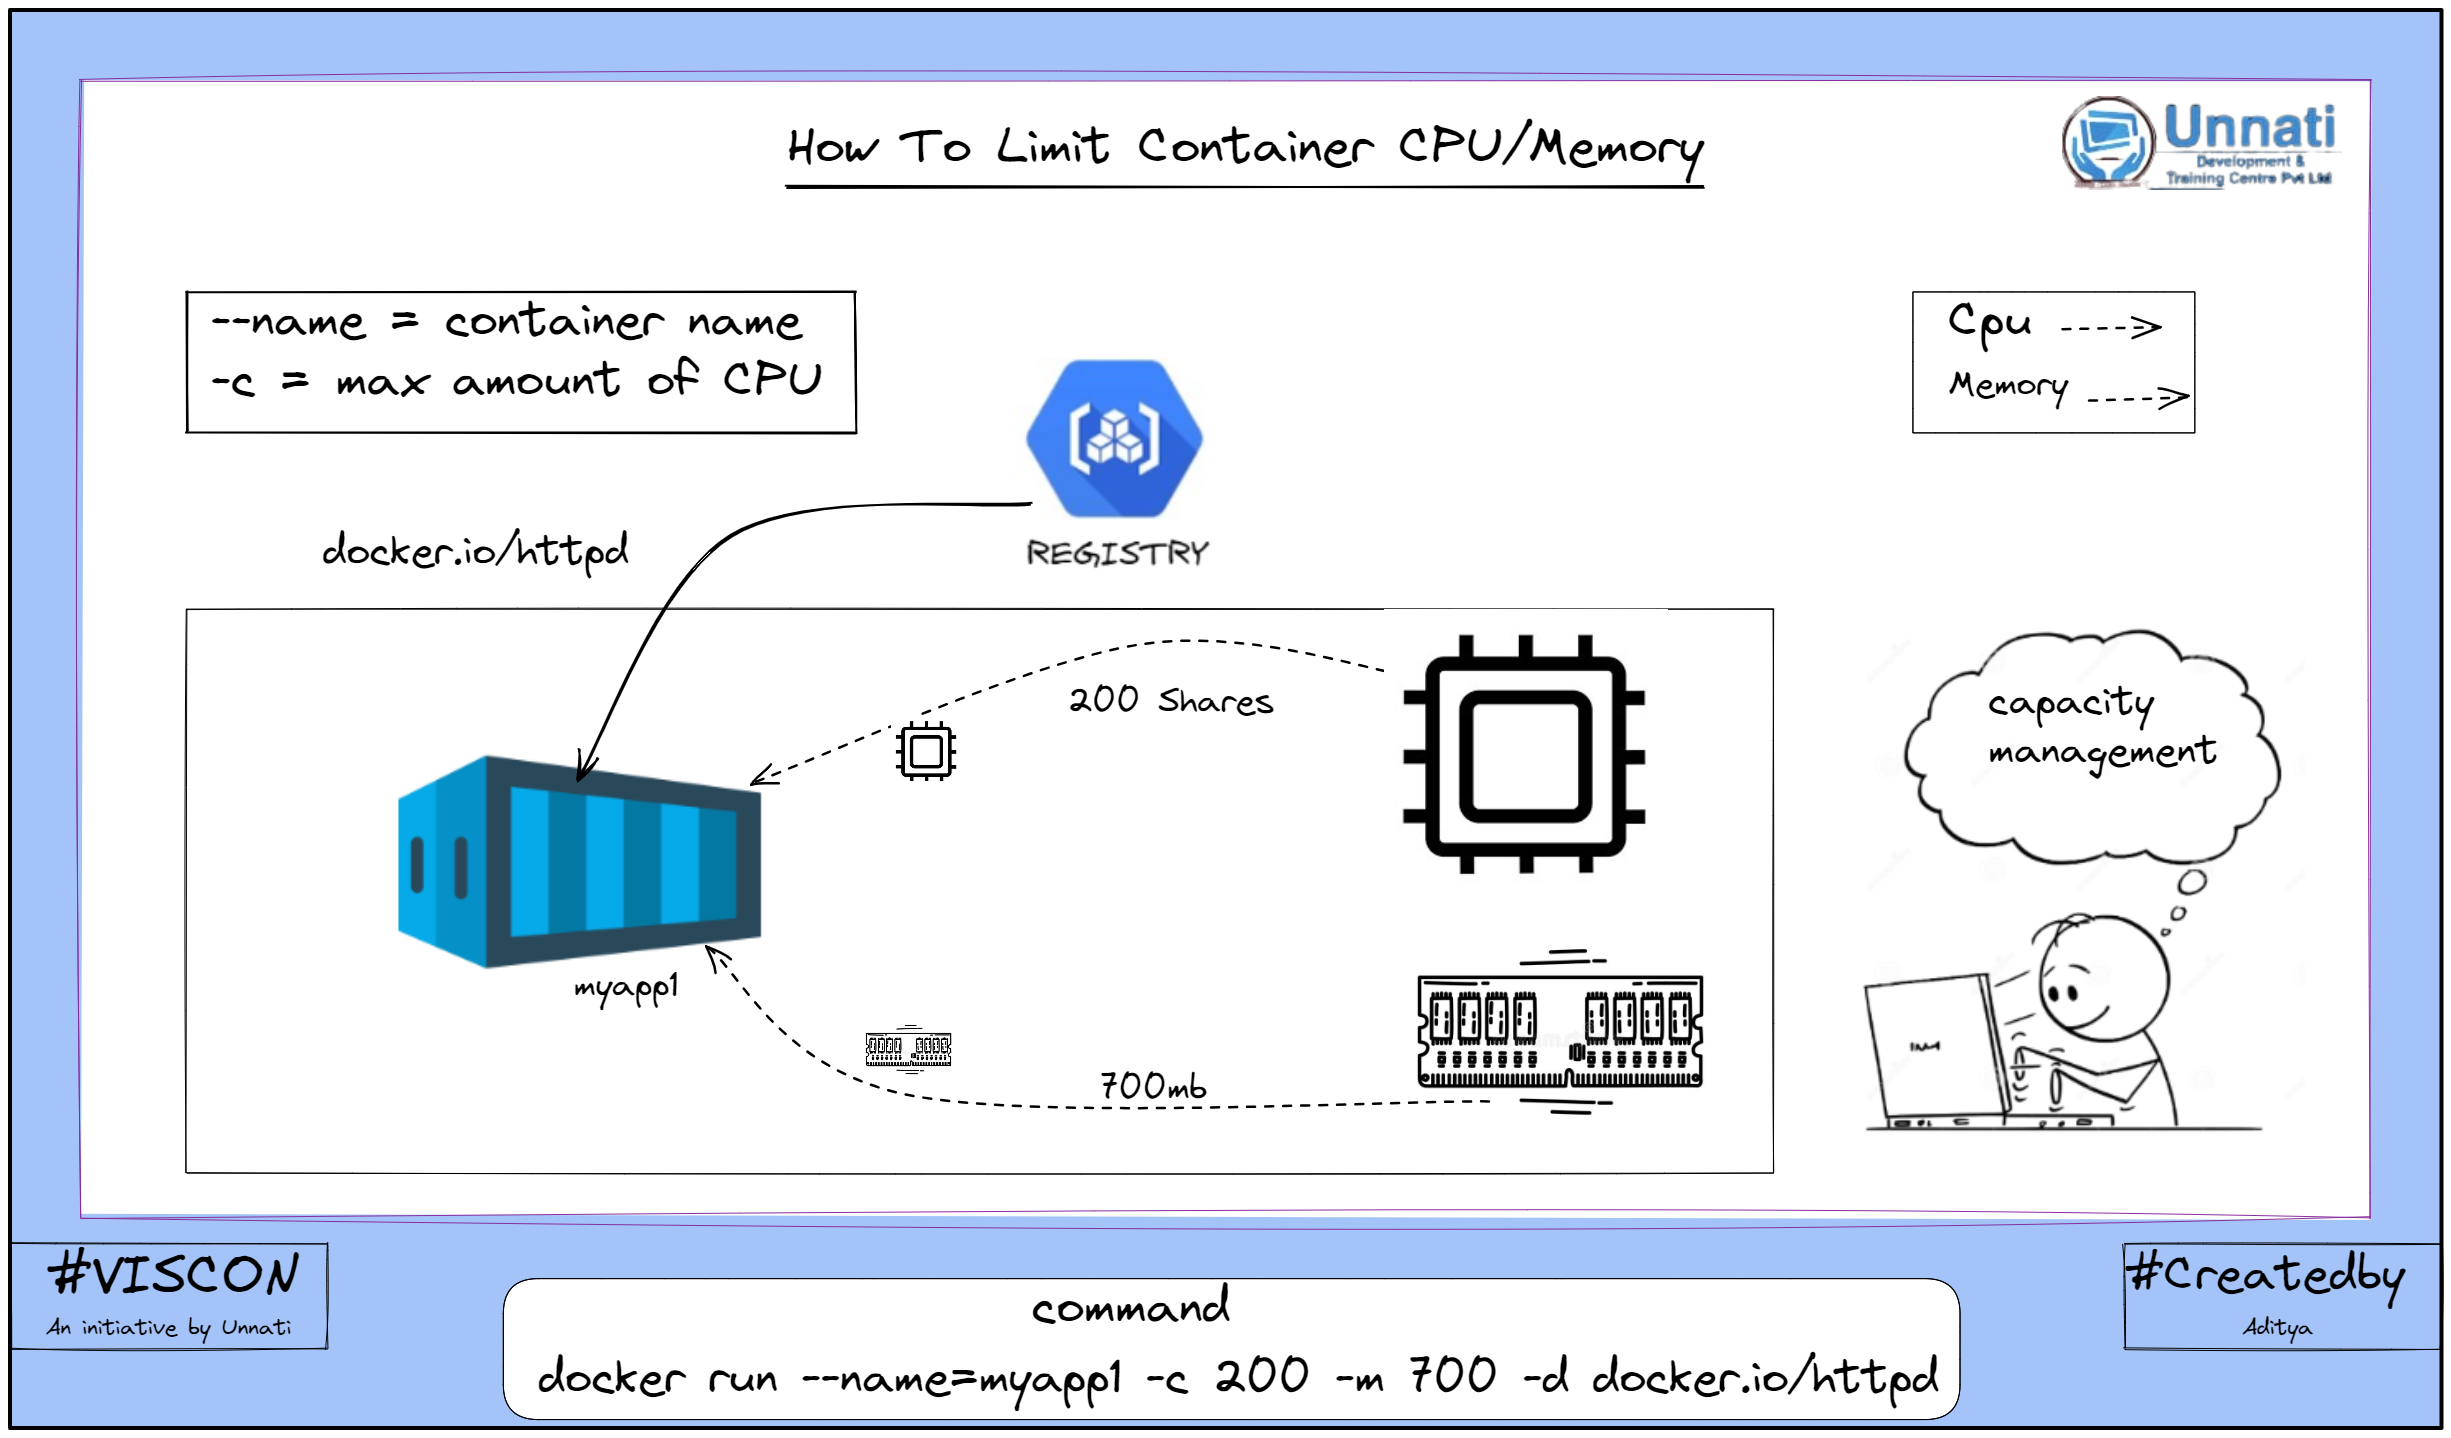 How To Limit Container CPU/Memory
Unnati
Development &
Training Centre Pvt Ltd
--name = container name
-c = max amount of CPU
Cpu
Memory
docker.io/httpd
REGISTRY
200 Shares
capacity
management
myapp1
700mb
#VISCON
An initiative by Unnati
#Createdby
Aditya
command
docker run --name=myapp1 -c 200 -m 700 -d docker.io/httpd